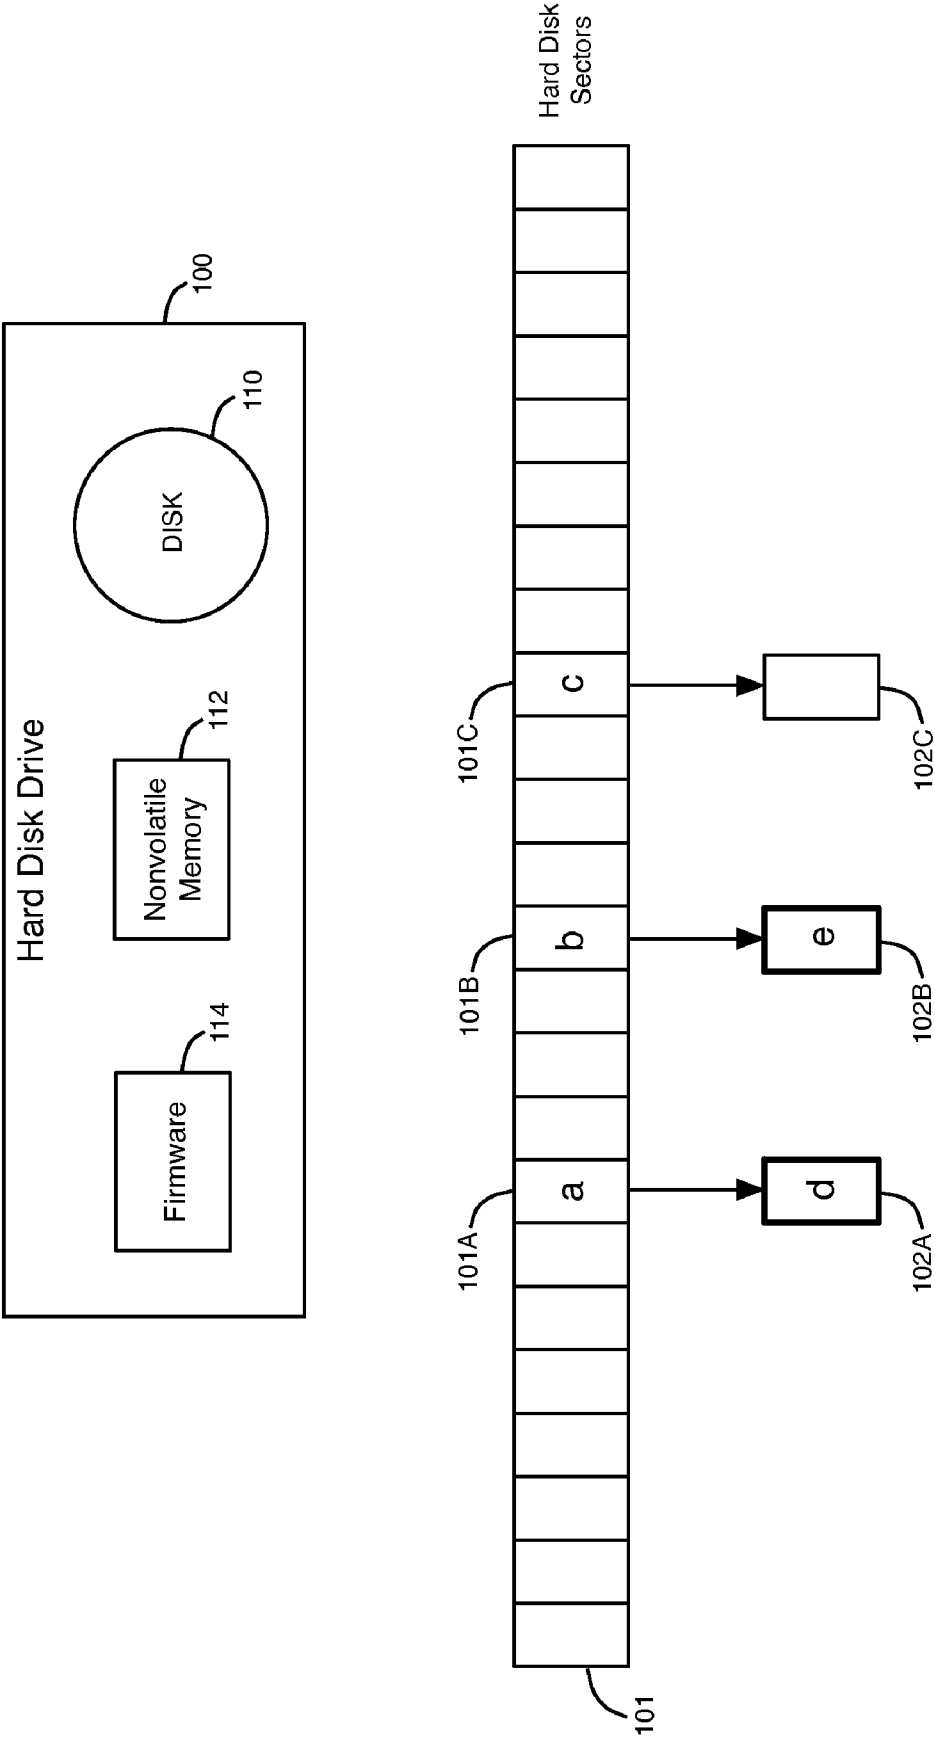 Hard Disk Drive
100
Firmware
114
Nonvolatile
Memory
112
DISK
110
Hard Disk
Sectors
101
101A
101B
101C
a
b
c
d
e
102A
102B
102C